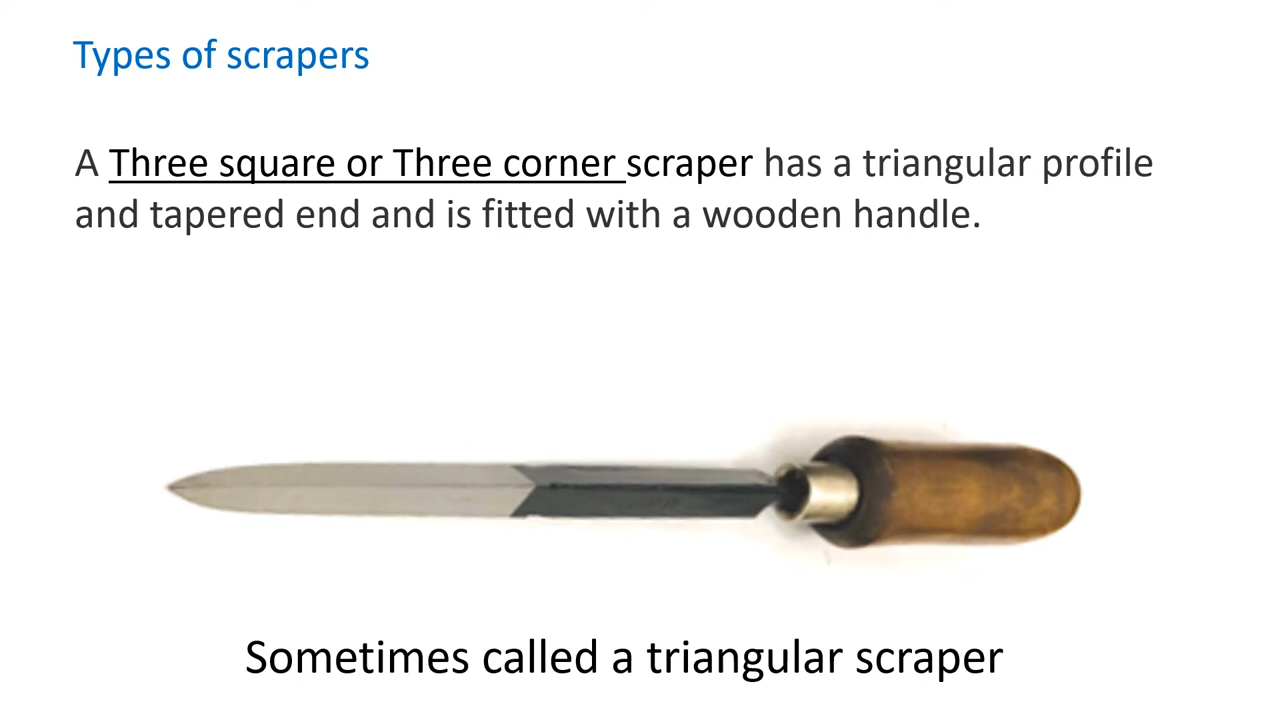 Types of scrapers
A Three square or Three corner scraper has a triangular profile
and tapered end and is fitted with a wooden handle.
Sometimes called a triangular scraper